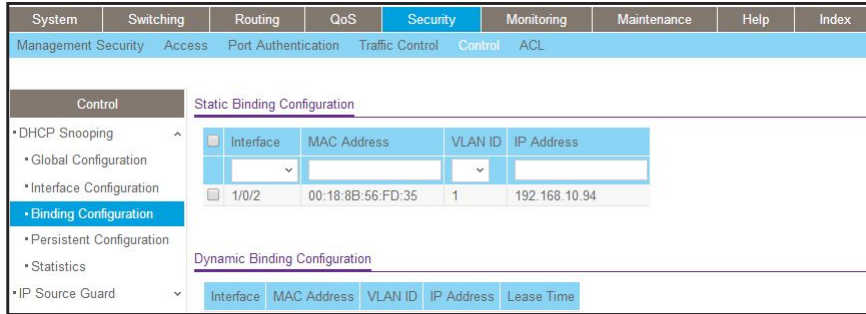 System Switching Routing QoS Security Monitoring Maintenance Help Index
Management Security Access Port Authentication Traffic Control Control ACL
Control
DHCP Snooping
Global Configuration
Interface Configuration
Binding Configuration
Persistent Configuration
Statistics
IP Source Guard
Static Binding Configuration
Interface MAC Address VLAN ID IP Address
1/0/2 00:18:8B:56:FD:35 1 192.168.10.94
Dynamic Binding Configuration
Interface MAC Address VLAN ID IP Address Lease Time